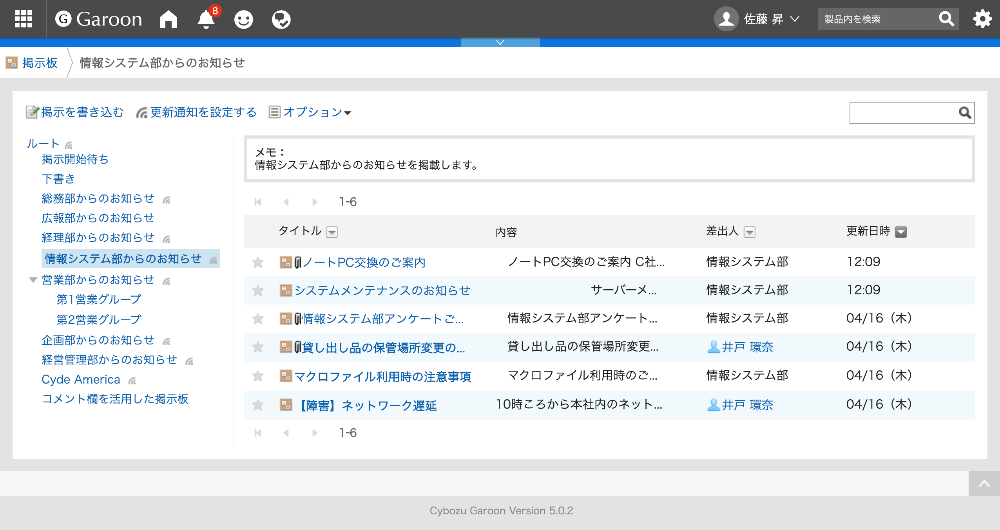 Garoon
8
佐藤 昇
製品内を検索
掲示板
情報システム部からのお知らせ
掲示を書き込む 更新通知を設定する オプション
ルート
掲示開始待ち
下書き
総務部からのお知らせ
広報部からのお知らせ
経理部からのお知らせ
情報システム部からのお知らせ
営業部からのお知らせ
第1営業グループ
第2営業グループ
企画部からのお知らせ
経営管理部からのお知らせ
Cyde America
コメント欄を活用した掲示板
メモ：
情報システム部からのお知らせを掲載します。
1-6
タイトル 内容 差出人 更新日時
ノートPC交換のご案内 ノートPC交換のご案内 C社... 情報システム部 12:09
システムメンテナンスのお知らせ サーバーメ... 情報システム部 12:09
情報システム部アンケートご... 情報システム部アンケート... 情報システム部 04/16（木）
貸し出し品の保管場所変更の... 貸し出し品の保管場所変更... 井戸 環奈 04/16（木）
マクロファイル利用時の注意事項 マクロファイル利用時のご... 情報システム部 04/16（木）
【障害】ネットワーク遅延 10時ころから本社内のネット... 井戸 環奈 04/16（木）
1-6
Cybozu Garoon Version 5.0.2